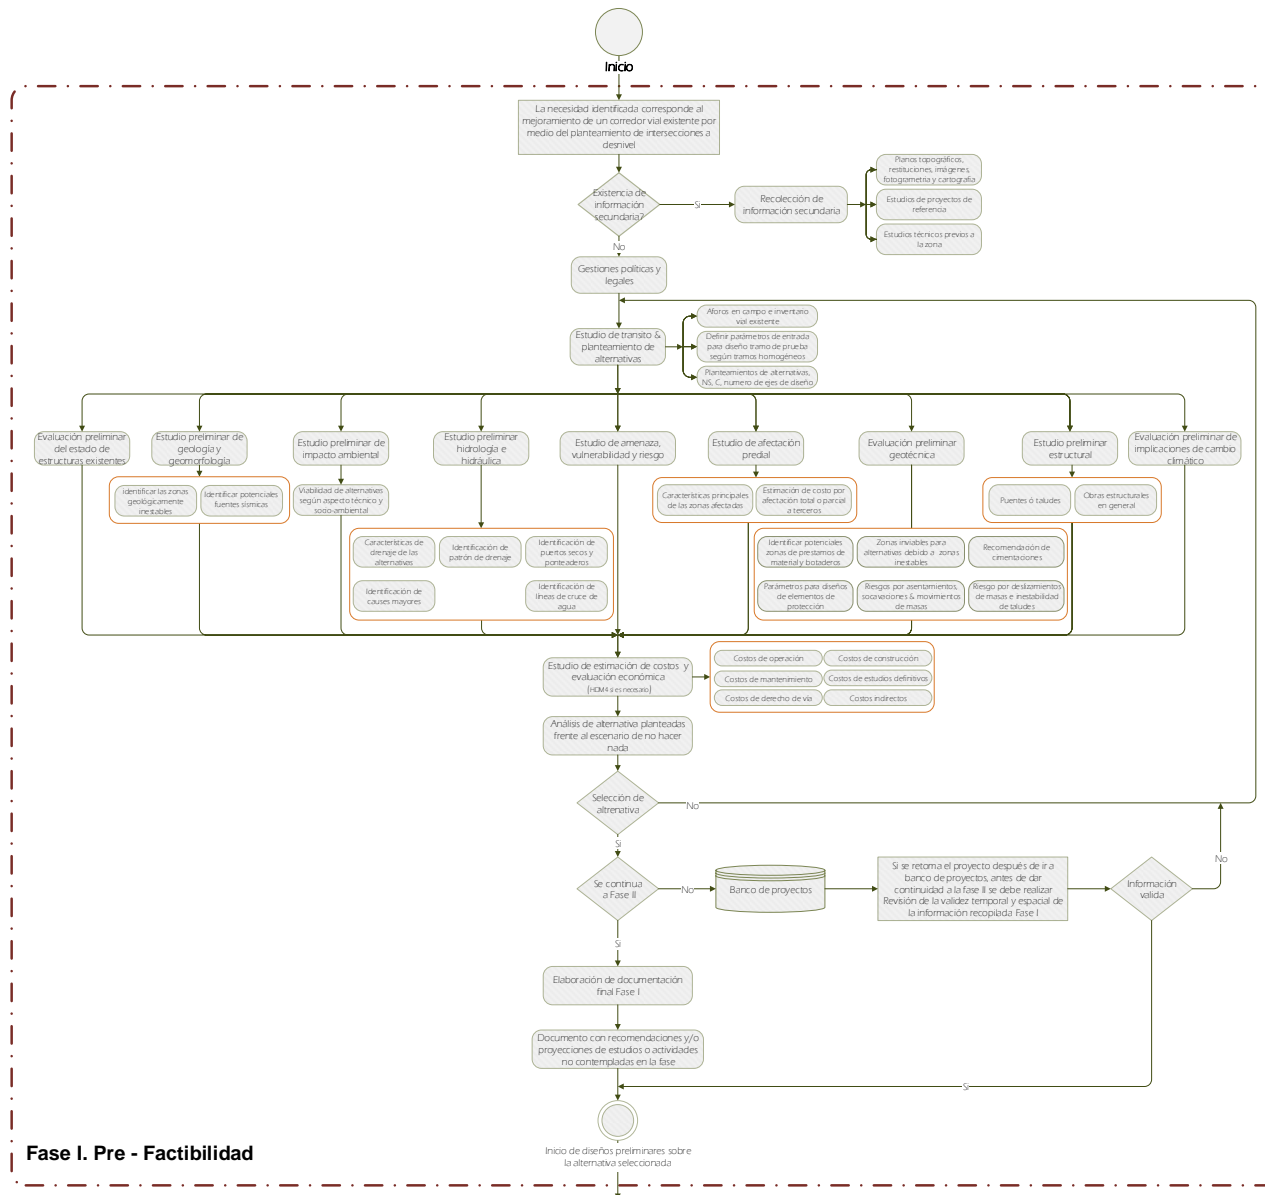 Inicio
La necesidad identificada corresponde al
mejoramiento de un corredor vial existente por
medio del planteamiento de intersecciones a
desnivel
Existencia de
información
secundaria?
Si
Recolección de
información secundaria
Planos topográficos,
restituciones, imágenes,
fotogrametria y cartografia
Estudios de proyectos de
referencia
Estudios técnicos previos a
la zona
No
Gestiones políticas y
legales
Estudio de transito &
planteamiento de
alternativas
Aforos en campo e inventario
vial existente
Definir parámetros de entrada
para diseño tramo de prueba
según tramos homogéneos
Planteamientos de alternativas,
NS, C, numero de ejes de diseño
Evaluación preliminar
del estado de
estructuras existentes
Estudio preliminar de
geología y
geomorfología
Estudio preliminar de
impacto ambiental
Estudio preliminar
hidrología e
hidráulica
Estudio de amenaza,
vulnerabilidad y riesgo
Estudio de afectación
predial
Evaluación preliminar
geotécnica
Estudio preliminar
estructural
Evaluación preliminar de
implicaciones de cambio
climático
identificar las zonas
geológicamente
inestables
Identificar potenciales
fuentes sísmicas
Viabilidad de alternativas
según aspecto técnico y
socio-ambiental
Características principales
de las zonas afectadas
Estimación de costo por
afectación total o parcial
a terceros
Puentes ó taludes
Obras estructurales
en general
Características de
drenaje de las
alternativas
Identificación de
patrón de drenaje
Identificación de
puertos secos y
ponteaderos
Identificación de
causes mayores
Identificación de
líneas de cruce de
agua
Identificar potenciales
zonas de prestamos de
material y botaderos
Zonas inviables para
alternativas debido a zonas
inestables
Recomendación de
cimentaciones
Parámetros para diseños
de elementos de
protección
Riesgos por asentamientos,
socavaciones & movimientos
de masas
Riesgo por deslizamientos
de masas e inestabilidad
de taludes
Estudio de estimación de costos y
evaluación económica
(HDM4 si es necesario)
Costos de operación
Costos de construcción
Costos de mantenimiento
Costos de estudios definitivos
Costos de derecho de vía
Costos indirectos
Análisis de alternativa planteadas
frente al escenario de no hacer
nada
Selección de
altrenativa
No
Si
Se continua
a Fase II
No
Banco de proyectos
Si se retoma el proyecto después de ir a
banco de proyectos, antes de dar
continuidad a la fase II se debe realizar
Revisión de la validez temporal y espacial de
la información recopilada Fase I
Información
valida
No
Si
Elaboración de documentación
final Fase I
Documento con recomendaciones y/o
proyecciones de estudios o actividades
no contempladas en la fase
Si
Inicio de diseños preliminares sobre
la alternativa seleccionada
Fase I. Pre - Factibilidad